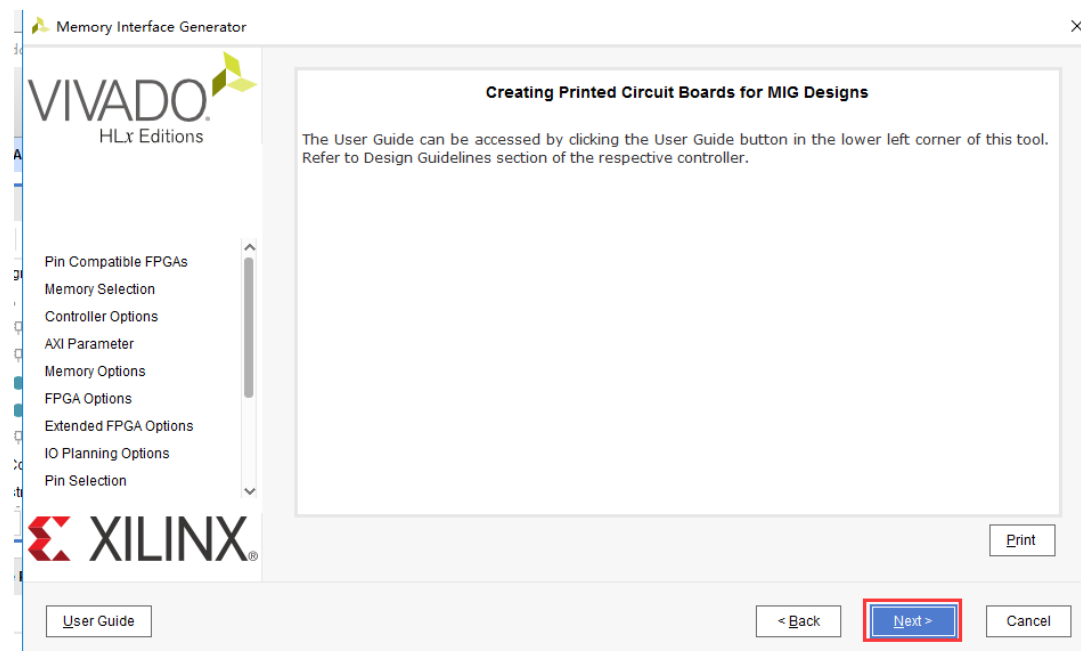 Memory Interface Generator
VIVADO.
HLx Editions
Creating Printed Circuit Boards for MIG Designs
The User Guide can be accessed by clicking the User Guide button in the lower left corner of this tool.
Refer to Design Guidelines section of the respective controller.
Pin Compatible FPGAs
Memory Selection
Controller Options
AXI Parameter
Memory Options
FPGA Options
Extended FPGA Options
IO Planning Options
Pin Selection
XILINX®
Print
User Guide
< Back
Next >
Cancel